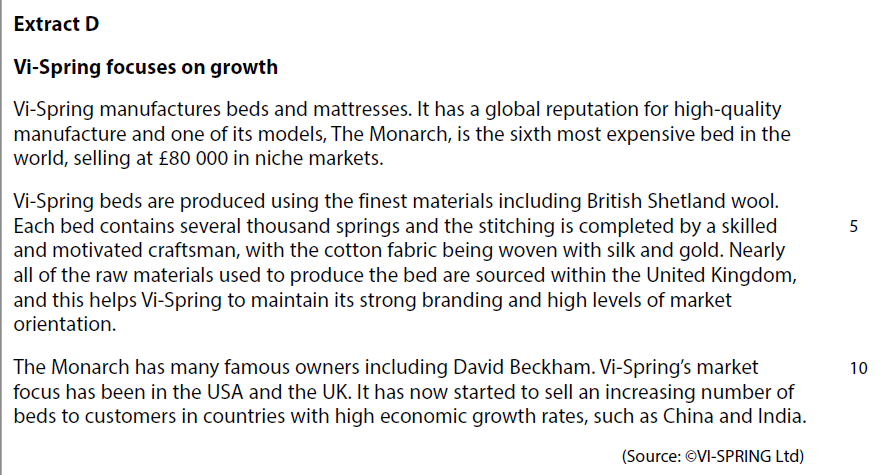 Extract D
Vi-Spring focuses on growth
Vi-Spring manufactures beds and mattresses. It has a global reputation for high-quality
manufacture and one of its models, The Monarch, is the sixth most expensive bed in the
world, selling at £80 000 in niche markets.
Vi-Spring beds are produced using the finest materials including British Shetland wool.
Each bed contains several thousand springs and the stitching is completed by a skilled 5
and motivated craftsman, with the cotton fabric being woven with silk and gold. Nearly
all of the raw materials used to produce the bed are sourced within the United Kingdom,
and this helps Vi-Spring to maintain its strong branding and high levels of market
orientation.
The Monarch has many famous owners including David Beckham. Vi-Spring’s market 10
focus has been in the USA and the UK. It has now started to sell an increasing number of
beds to customers in countries with high economic growth rates, such as China and India.
(Source: ©VI-SPRING Ltd)